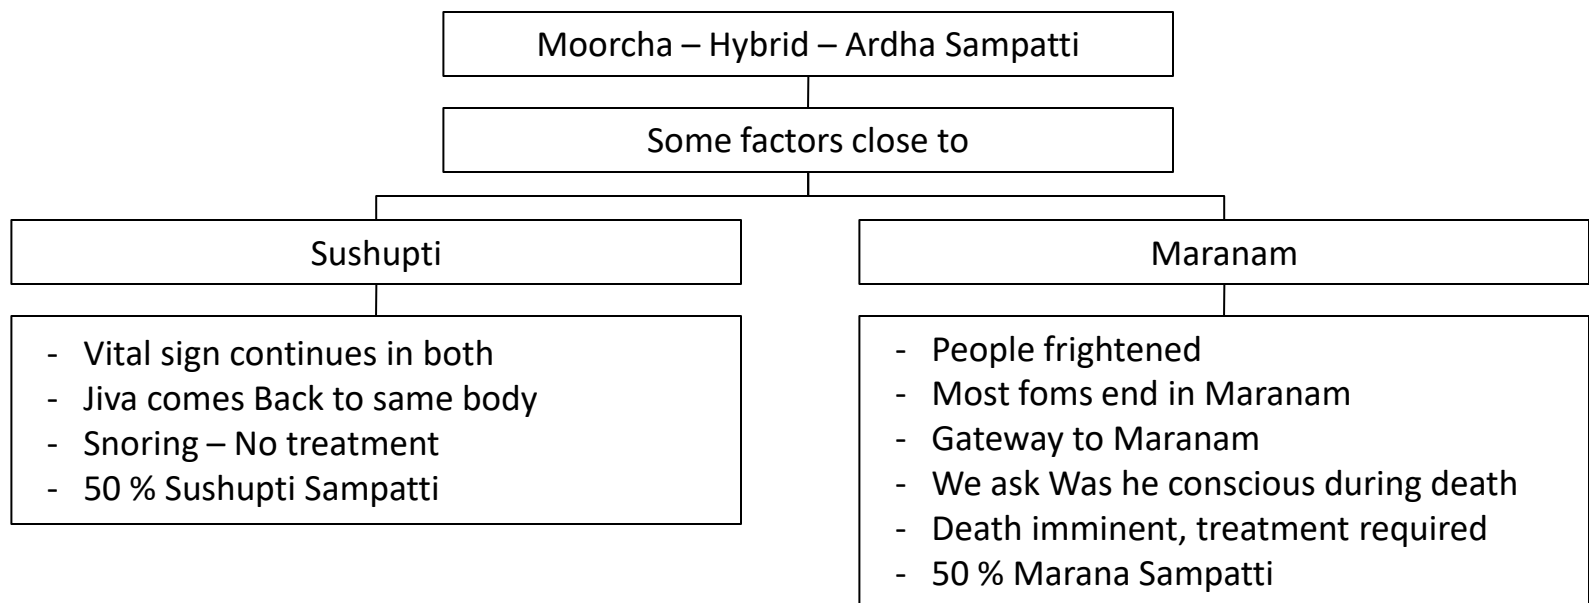 Moorcha – Hybrid – Ardha Sampatti
Some factors close to
Sushupti
- Vital sign continues in both
- Jiva comes Back to same body
- Snoring – No treatment
- 50 % Sushupti Sampatti
Maranam
- People frightened
- Most foms end in Maranam
- Gateway to Maranam
- We ask Was he conscious during death
- Death imminent, treatment required
- 50 % Marana Sampatti